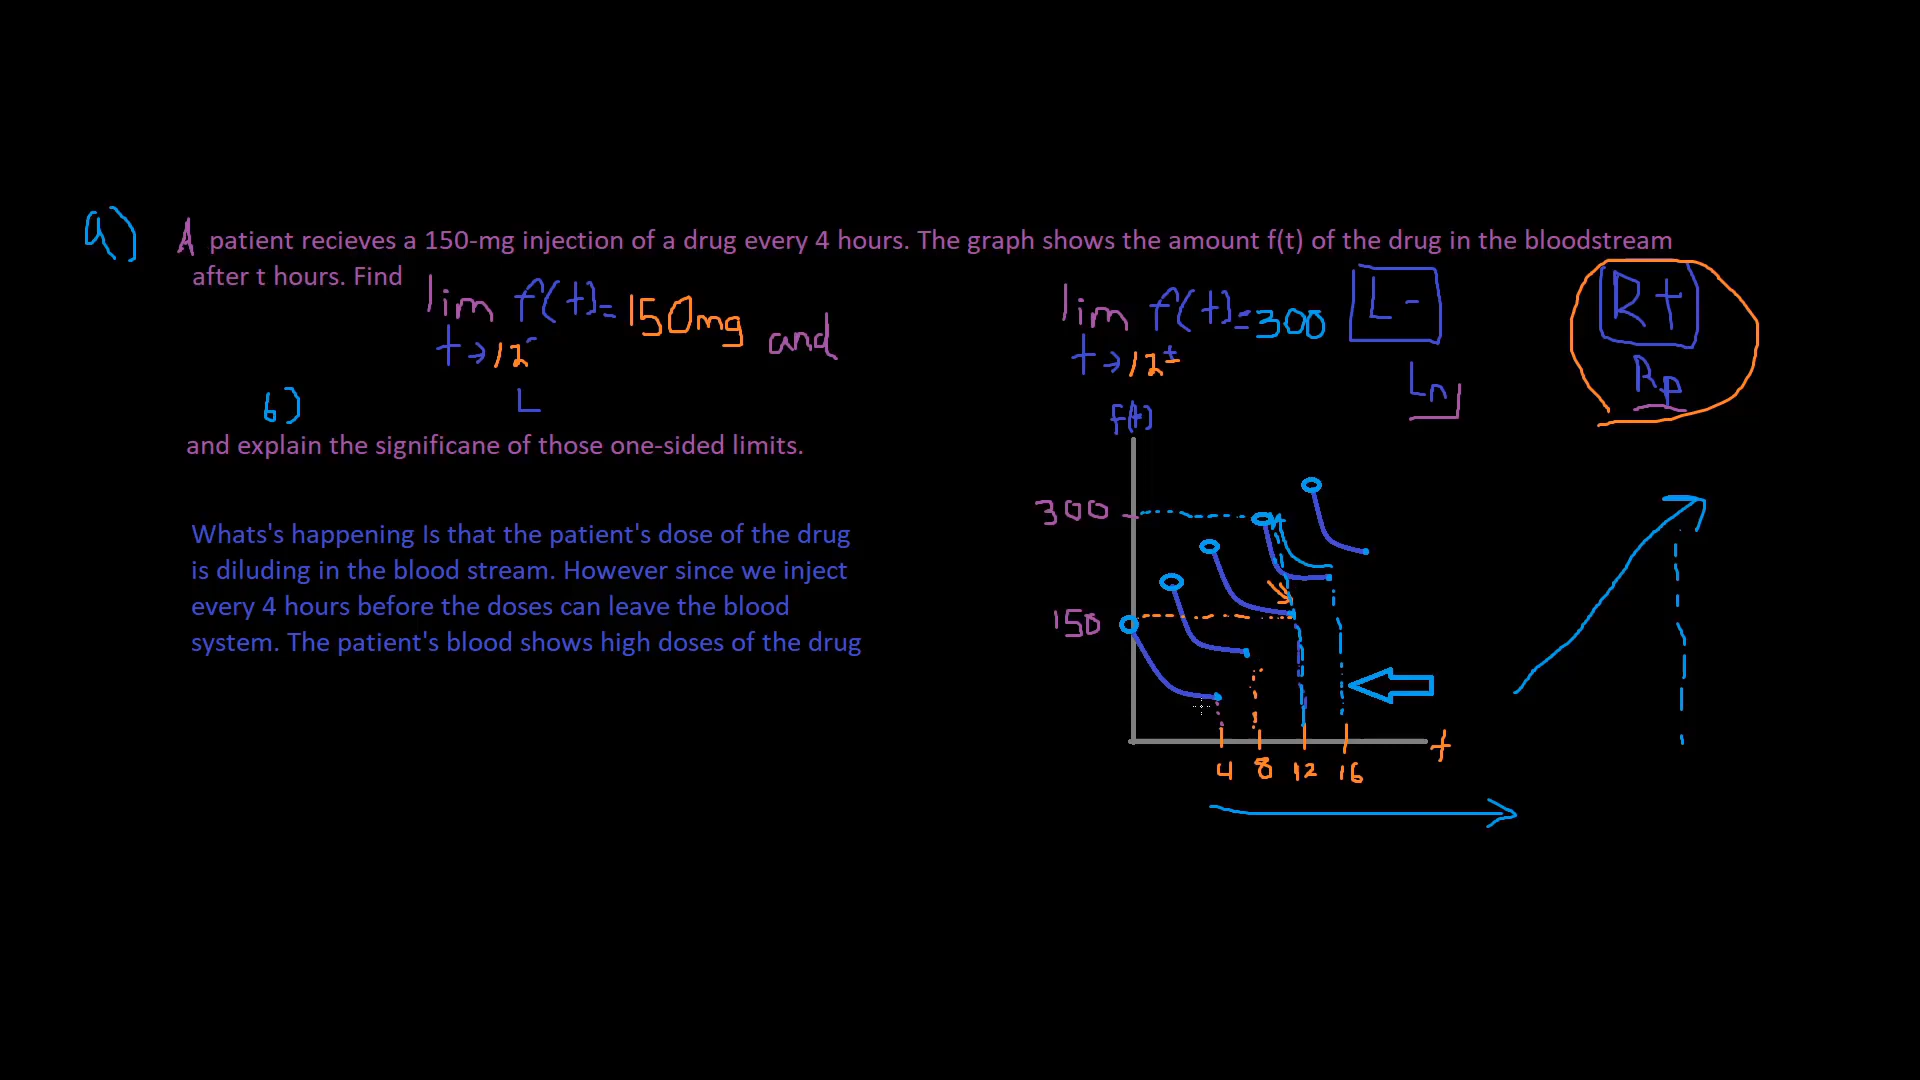 a) A patient recieves a 150-mg injection of a drug every 4 hours. The graph shows the amount f(t) of the drug in the bloodstream
after t hours. Find
lim f(t) = 150mg and
t → 12⁻
L
lim f(t) = 300
t → 12⁺
L -
Ln
R +
Rp
b)
and explain the significane of those one-sided limits.
Whats's happening Is that the patient's dose of the drug
is diluding in the blood stream. However since we inject
every 4 hours before the doses can leave the blood
system. The patient's blood shows high doses of the drug
f(t)
300
150
4 8 12 16 t